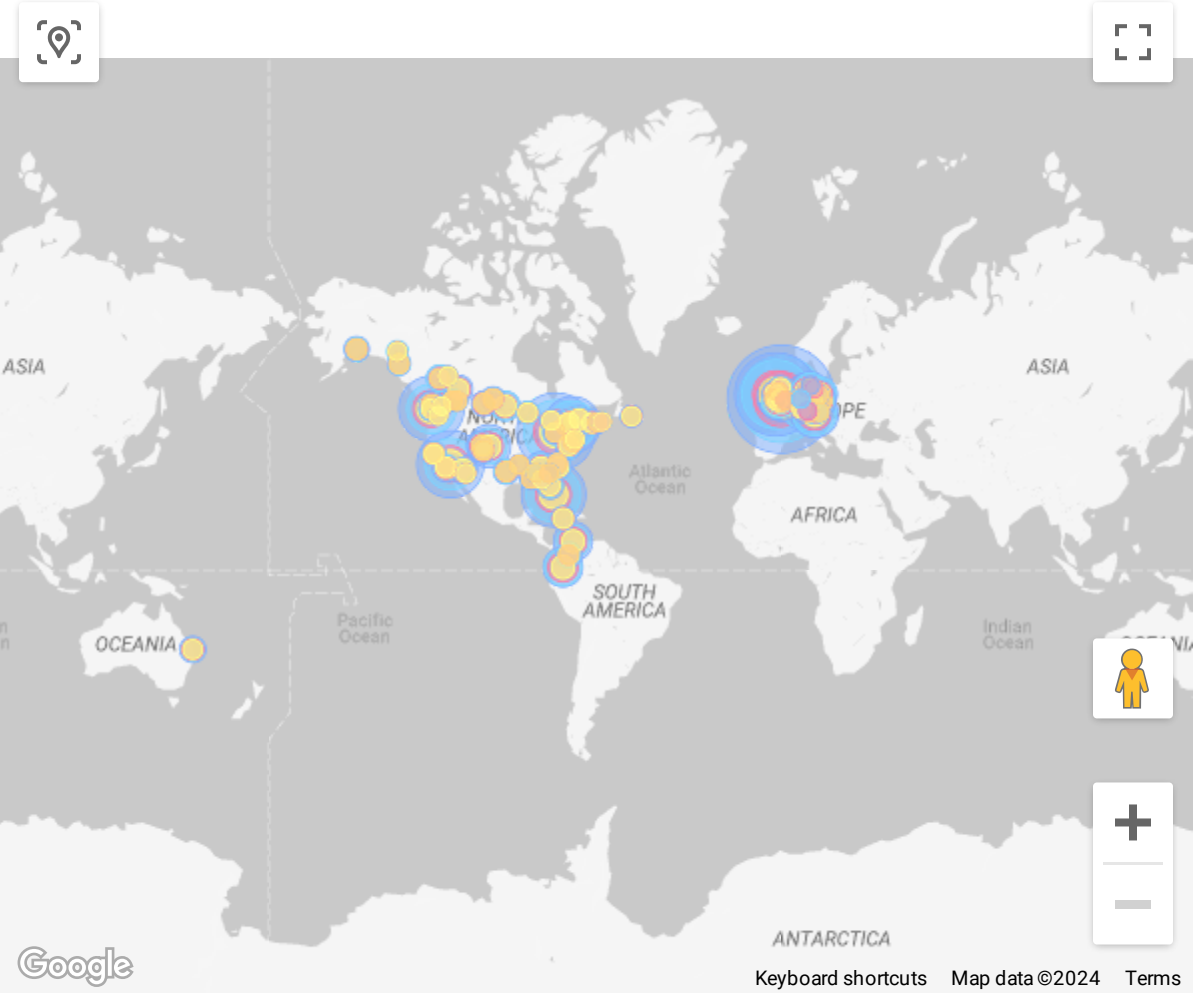 ASIA
ASIA
NORTH
AMERICA
OPE
Atlantic
Ocean
AFRICA
SOUTH
AMERICA
Pacific
Ocean
Indian
Ocean
OCEANIA
ANTARCTICA
Google
Keyboard shortcuts
Map data ©2024
Terms